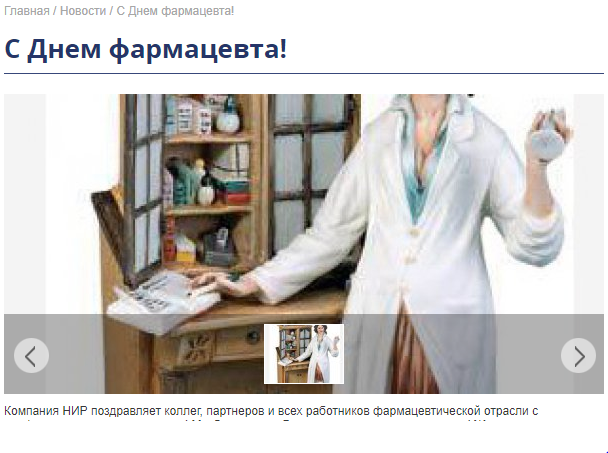 Главная / Новости / С Днем фармацевта!
С Днем фармацевта!
Компания НИР поздравляет коллег, партнеров и всех работников фармацевтической отрасли с